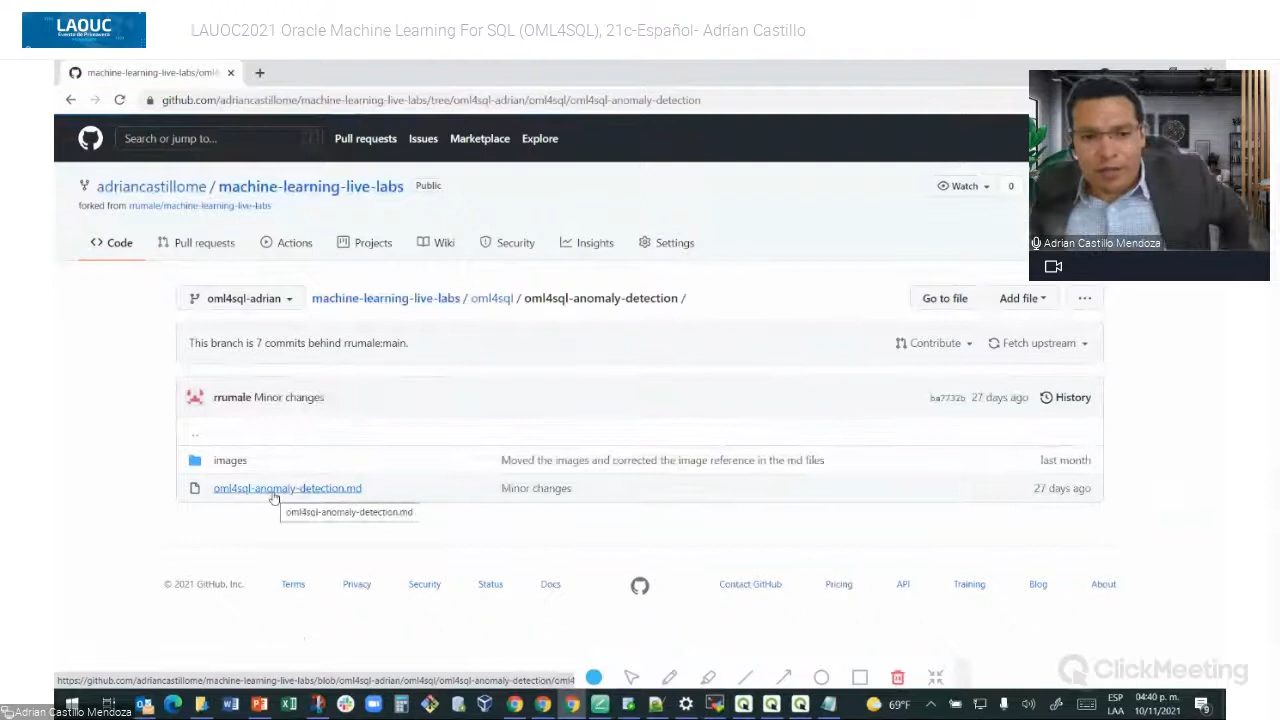 LAOUC
Evento de Primavera
LAUOC2021 Oracle Machine Learning For SQL (OML4SQL), 21c-Español- Adrían Castillo
machine-learning-live-labs/oml4
github.com/adriancastillome/machine-learning-live-labs/tree/oml4sql-adrian/oml4sql/oml4sql-anomaly-detection
Search or jump to...
Pull requests Issues Marketplace Explore
adriancastillome / machine-learning-live-labs Public
Watch 0
forked from rrumale/machine-learning-live-labs
Code Pull requests Actions Projects Wiki Security Insights Settings
Adrian Castillo Mendoza
oml4sql-adrian machine-learning-live-labs / oml4sql / oml4sql-anomaly-detection / Go to file Add file ...
This branch is 7 commits behind rrumale:main. Contribute Fetch upstream
rrumale Minor changes ba7732b 27 days ago History
..
images Moved the images and corrected the image reference in the md files last month
oml4sql-anomaly-detection.md Minor changes 27 days ago
oml4sql-anomaly-detection.md
© 2021 GitHub, Inc. Terms Privacy Security Status Docs Contact GitHub Pricing API Training Blog About
ClickMeeting
https://github.com/adriancastillome/machine-learning-live-labs/blob/oml4sql-adrian/oml4sql/oml4sql-anomaly-detection/oml4
69°F ESP 04:40 p. m.
LAA 10/11/2021 9
Adrian Castillo Mendoza